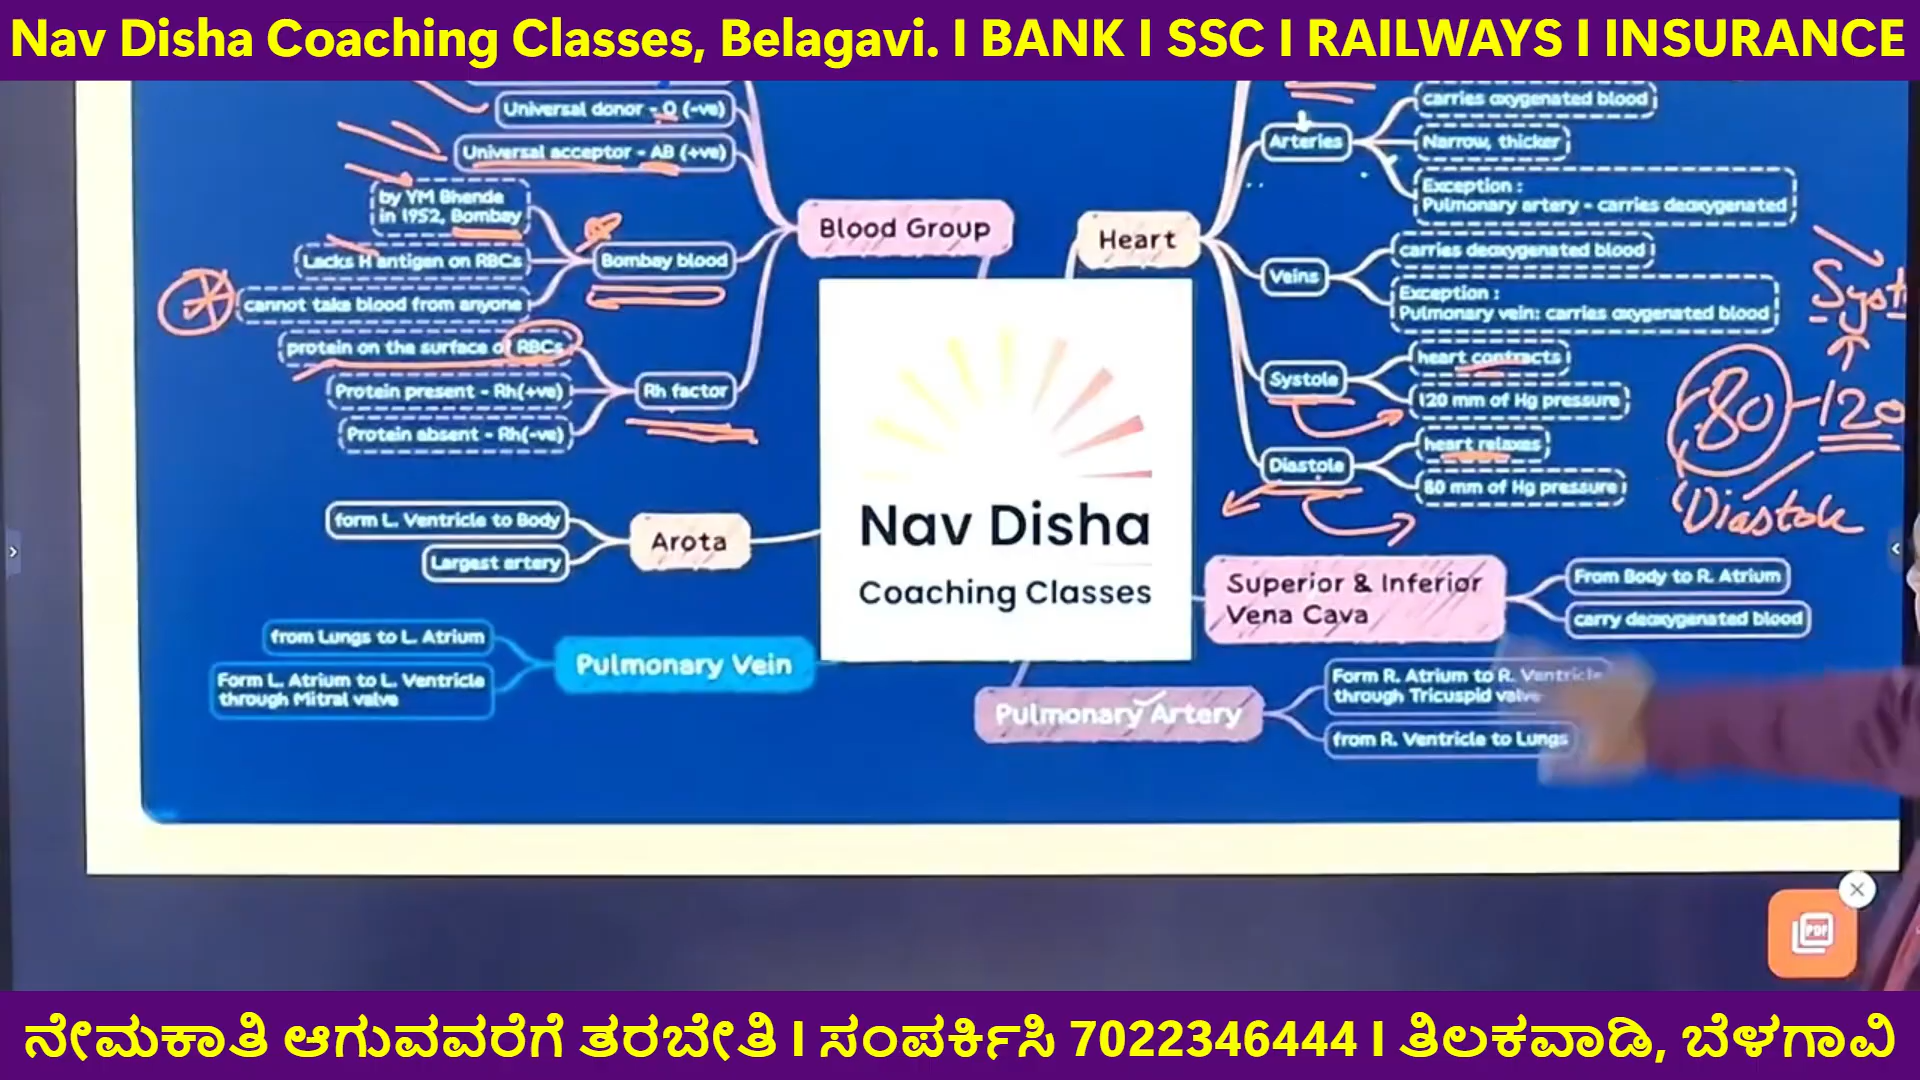 Nav Disha Coaching Classes, Belagavi. I BANK I SSC I RAILWAYS I INSURANCE
Universal donor - O (-ve)
Universal acceptor - AB (+ve)
by YM Bhende
in 1952, Bombay
Lacks H antigen on RBCs
cannot take blood from anyone
Bombay blood
protein on the surface of RBCs
Protein present - Rh(+ve)
Protein absent - Rh(-ve)
Rh factor
Blood Group
Heart
Arteries
carries oxygenated blood
Narrow, thicker
Exception :
Pulmonary artery - carries deoxygenated
Veins
carries deoxygenated blood
Exception :
Pulmonary vein: carries oxygenated blood
Systole
heart contracts
120 mm of Hg pressure
Diastole
heart relaxes
80 mm of Hg pressure
Syst
80 - 120
Diastole
form L. Ventricle to Body
Largest artery
Arota
Nav Disha
Coaching Classes
Superior & Inferior
Vena Cava
From Body to R. Atrium
carry deoxygenated blood
from Lungs to L. Atrium
Form L. Atrium to L. Ventricle
through Mitral valve
Pulmonary Vein
Pulmonary Artery
Form R. Atrium to R. Ventricle
through Tricuspid valve
from R. Ventricle to Lungs
PDF
ನೇಮಕಾತಿ ಆಗುವವರೆಗೆ ತರಬೇತಿ I ಸಂಪರ್ಕಿಸಿ 7022346444 I ತಿಲಕವಾಡಿ, ಬೆಳಗಾವಿ